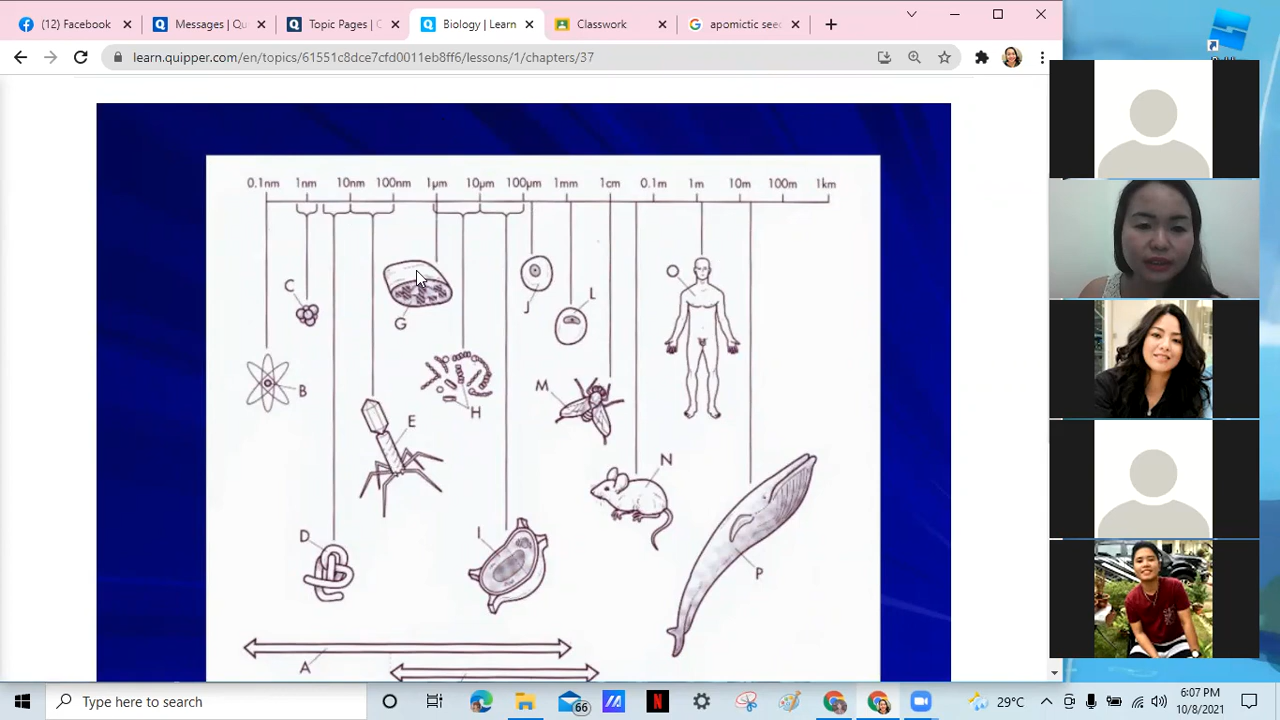 (12) Facebook
Messages | Qui
Topic Pages | C
Biology | Learn
Classwork
apomictic seed
learn.quipper.com/en/topics/61551c8dce7cfd0011eb8ff6/lessons/1/chapters/37
0.1nm 1nm 10nm 100nm 1μm 10μm 100μm 1mm 1cm 0.1m 1m 10m 100m 1km
C
G
J
L
B
H
M
E
N
D
I
P
A
Type here to search
66
N
29°C
6:07 PM
10/8/2021